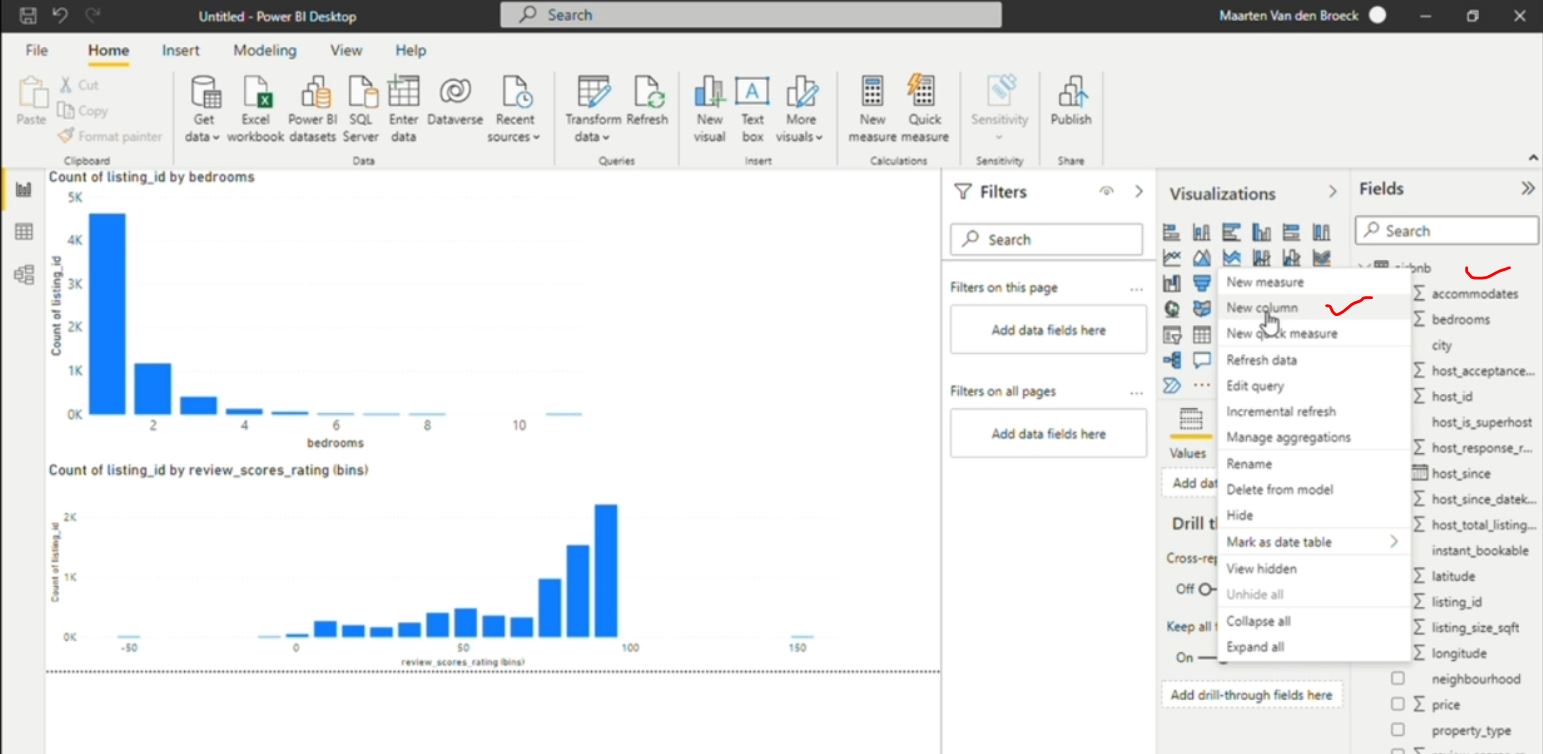 Untitled - Power BI Desktop
Search
Maarten Van den Broeck
File Home Insert Modeling View Help
Paste
Cut
Copy
Format painter
Clipboard
Get data
Excel workbook
Power BI datasets
SQL Server
Enter data
Dataverse
Recent sources
Data
Transform data
Refresh
Queries
New visual
Text box
More visuals
Insert
New measure
Quick measure
Calculations
Sensitivity
Sensitivity
Publish
Share
Count of listing_id by bedrooms
Count of listing_id
5K
4K
3K
2K
1K
0K
2 4 6 8 10
bedrooms
Count of listing_id by review_scores_rating (bins)
Count of listing_id
2K
1K
0K
-50 0 50 100 150
review_scores_rating (bins)
Filters
Search
Filters on this page
...
Add data fields here
Filters on all pages
...
Add data fields here
Visualizations
...
Values
Add dat
Drill t
Cross-rep
Off
Keep all
On
Add drill-through fields here
New measure
New column
New quick measure
Refresh data
Edit query
Incremental refresh
Manage aggregations
Rename
Delete from model
Hide
Mark as date table
View hidden
Unhide all
Collapse all
Expand all
Fields
Search
accommodates
bedrooms
city
host_acceptance...
host_id
host_is_superhost
host_response_r...
host_since
host_since_datek...
host_total_listing...
instant_bookable
latitude
listing_id
listing_size_sqft
longitude
neighbourhood
price
property_type